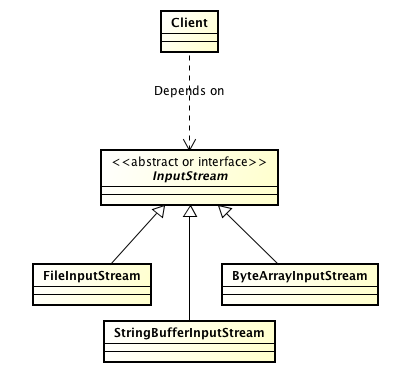 Client
Depends on
<<abstract or interface>>
InputStream
FileInputStream
ByteArrayInputStream
StringBufferInputStream